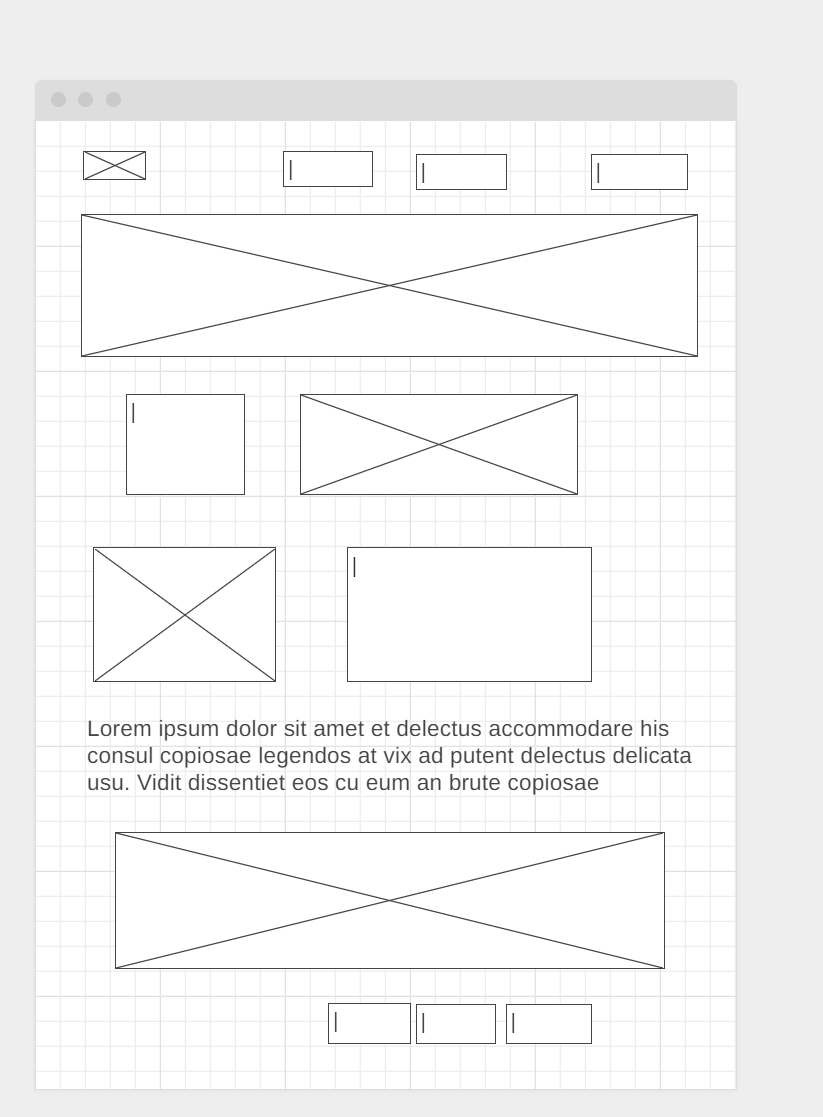 Lorem ipsum dolor sit amet et delectus accommodare his
consul copiosae legendos at vix ad putent delectus delicata
usu. Vidit dissentiet eos cu eum an brute copiosae